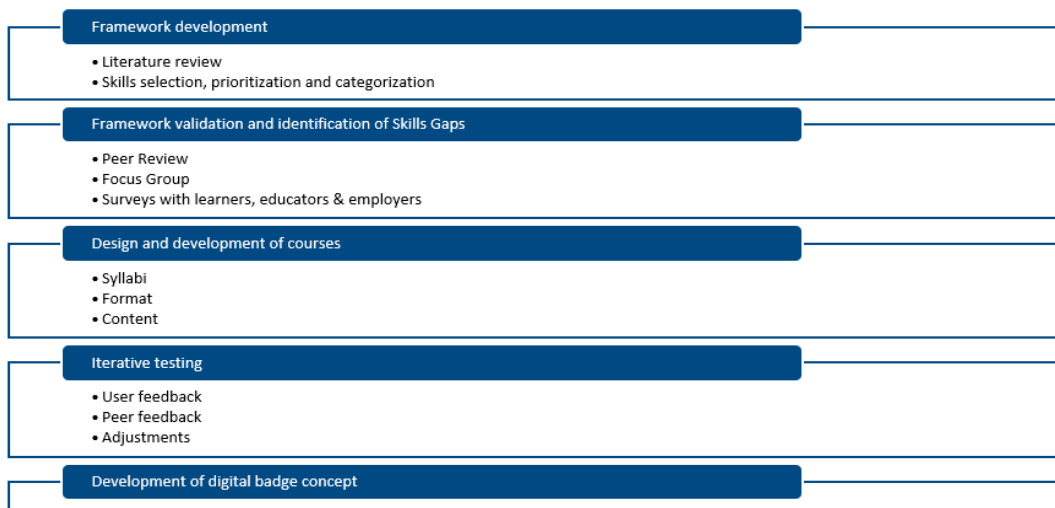 Framework development
• Literature review
• Skills selection, prioritization and categorization
Framework validation and identification of Skills Gaps
• Peer Review
• Focus Group
• Surveys with learners, educators & employers
Design and development of courses
• Syllabi
• Format
• Content
Iterative testing
• User feedback
• Peer feedback
• Adjustments
Development of digital badge concept